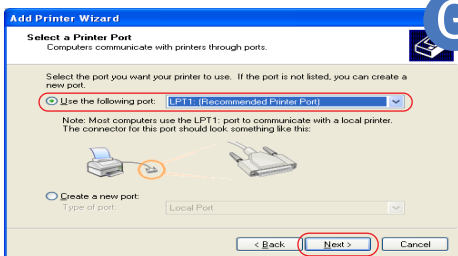 Add Printer Wizard
G
Select a Printer Port
Computers communicate with printers through ports.
Select the port you want your printer to use. If the port is not listed, you can create a
new port.
Use the following port: LPT1: (Recommended Printer Port)
Note: Most computers use the LPT1: port to communicate with a local printer.
The connector for this port should look something like this:
Create a new port:
Type of port: Local Port
< Back Next > Cancel